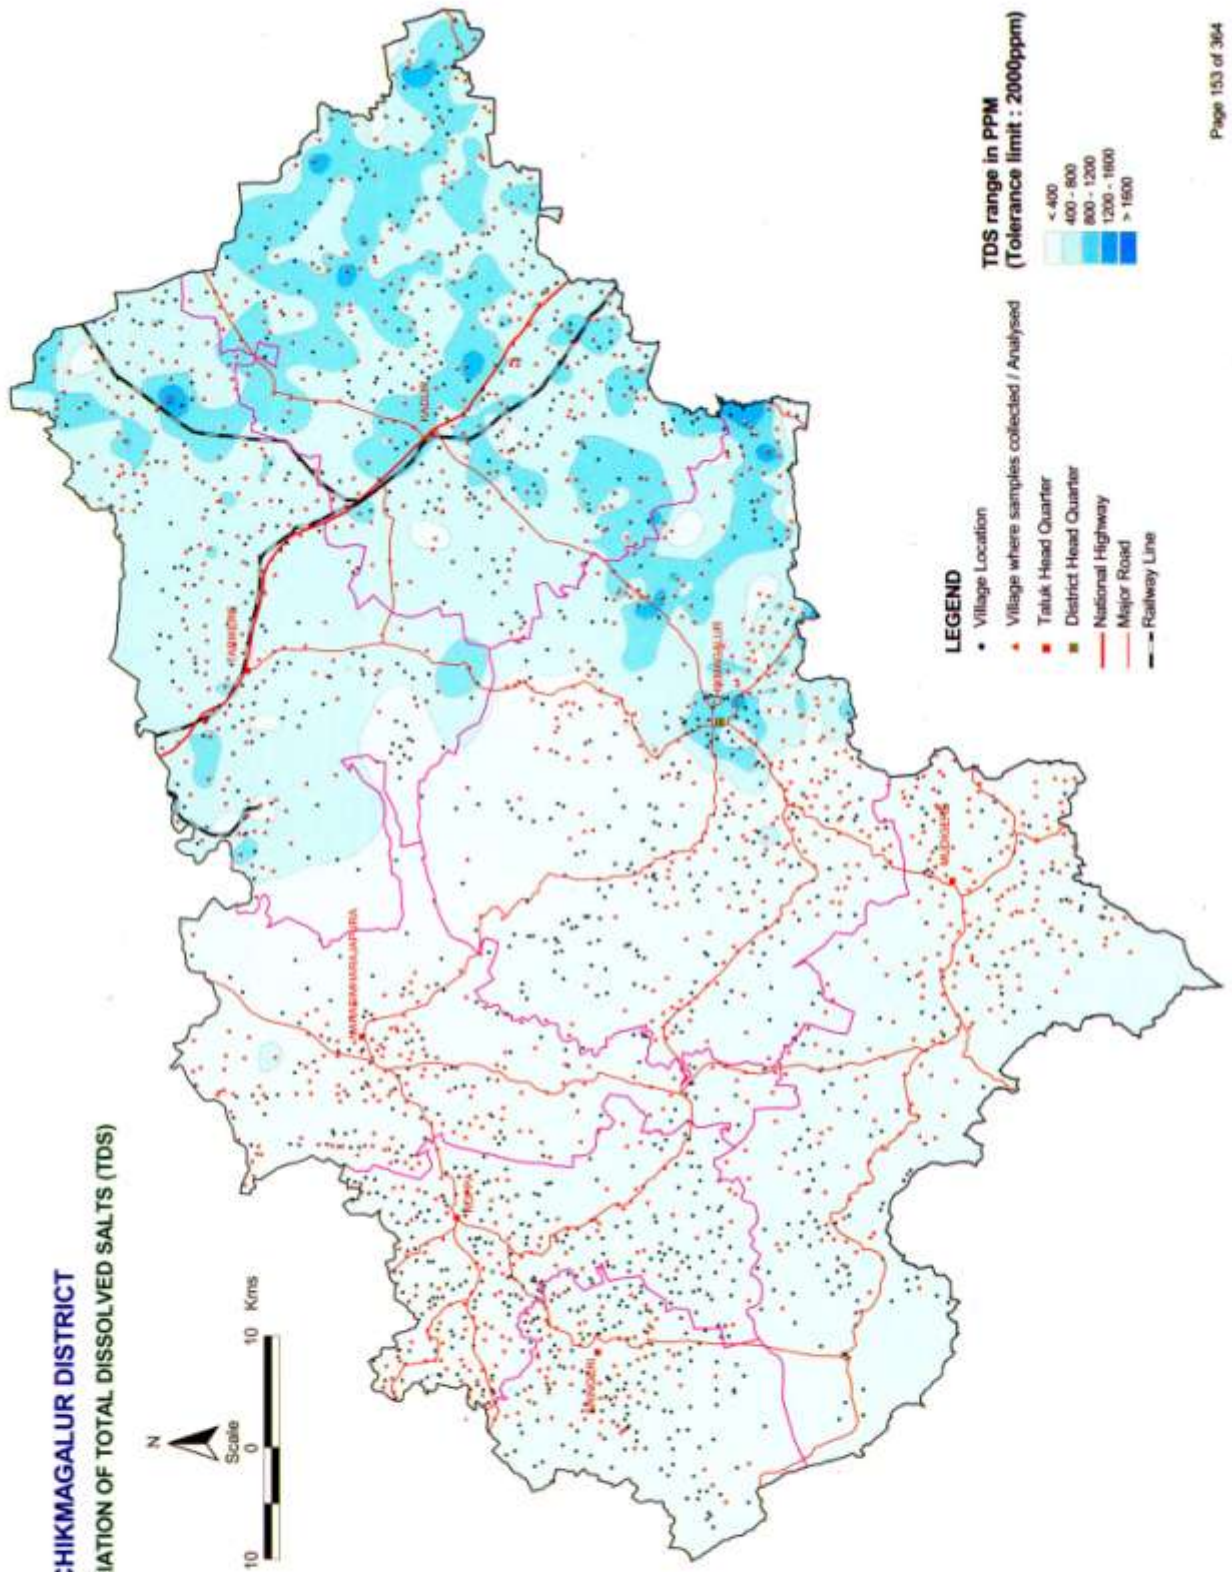 CHIKMAGALUR DISTRICT
IATION OF TOTAL DISSOLVED SALTS (TDS)
N
Scale
10 0 10 Kms
TARIKERE
KADUR
NARASIMHARAJAPURA
KOPPA
SRINGERI
CHIKMAGALUR
MUDIGERE
LEGEND
Village Location
Village where samples collected / Analysed
Taluk Head Quarter
District Head Quarter
National Highway
Major Road
Railway Line
TDS range in PPM
(Tolerance limit : 2000ppm)
< 400
400 - 800
800 - 1200
1200 - 1600
> 1600
Page 153 of 364